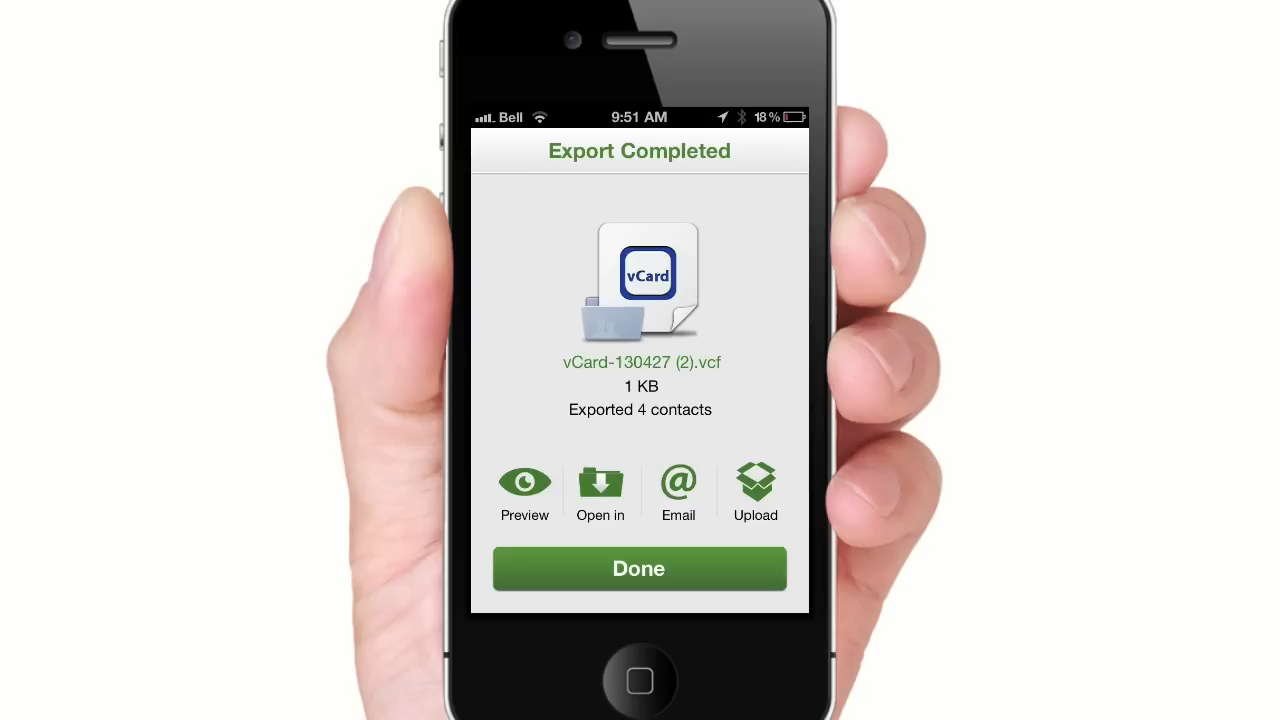 Bell 9:51 AM 18%
Export Completed
vCard
vCard-130427 (2).vcf
1 KB
Exported 4 contacts
Preview Open in Email Upload
Done